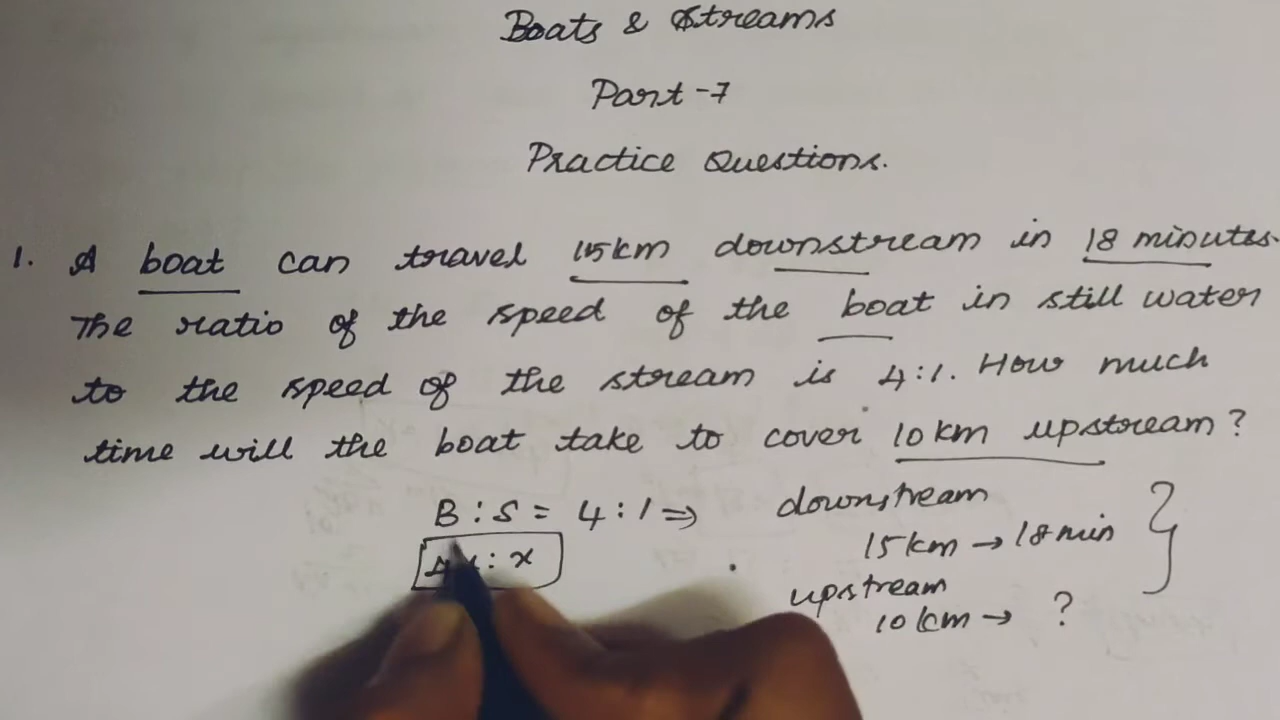 Boats & Streams
Part-7
Practice Questions.
1. A boat can travel 15km downstream in 18 minutes.
The ratio of the speed of the boat in still water
to the speed of the stream is 4:1. How much
time will the boat take to cover 10km upstream?
B:S = 4:1 ⇒
: x
downstream
15km → 18min
upstream
10km → ?